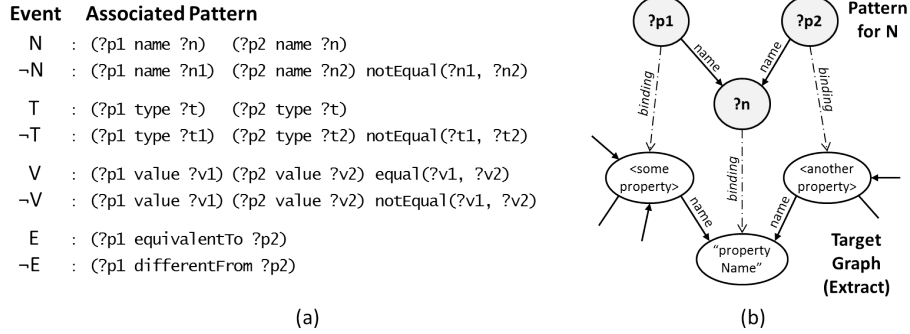 Event Associated Pattern
N : (?p1 name ?n) (?p2 name ?n)
¬N : (?p1 name ?n1) (?p2 name ?n2) notEqual(?n1, ?n2)
T : (?p1 type ?t) (?p2 type ?t)
¬T : (?p1 type ?t1) (?p2 type ?t2) notEqual(?t1, ?t2)
V : (?p1 value ?v1) (?p2 value ?v2) equal(?v1, ?v2)
¬V : (?p1 value ?v1) (?p2 value ?v2) notEqual(?v1, ?v2)
E : (?p1 equivalentTo ?p2)
¬E : (?p1 differentFrom ?p2)
(a)
?p1
?p2
Pattern
for N
name
name
binding
?n
binding
binding
<some
property>
<another
property>
name
name
"property
Name"
Target
Graph
(Extract)
(b)